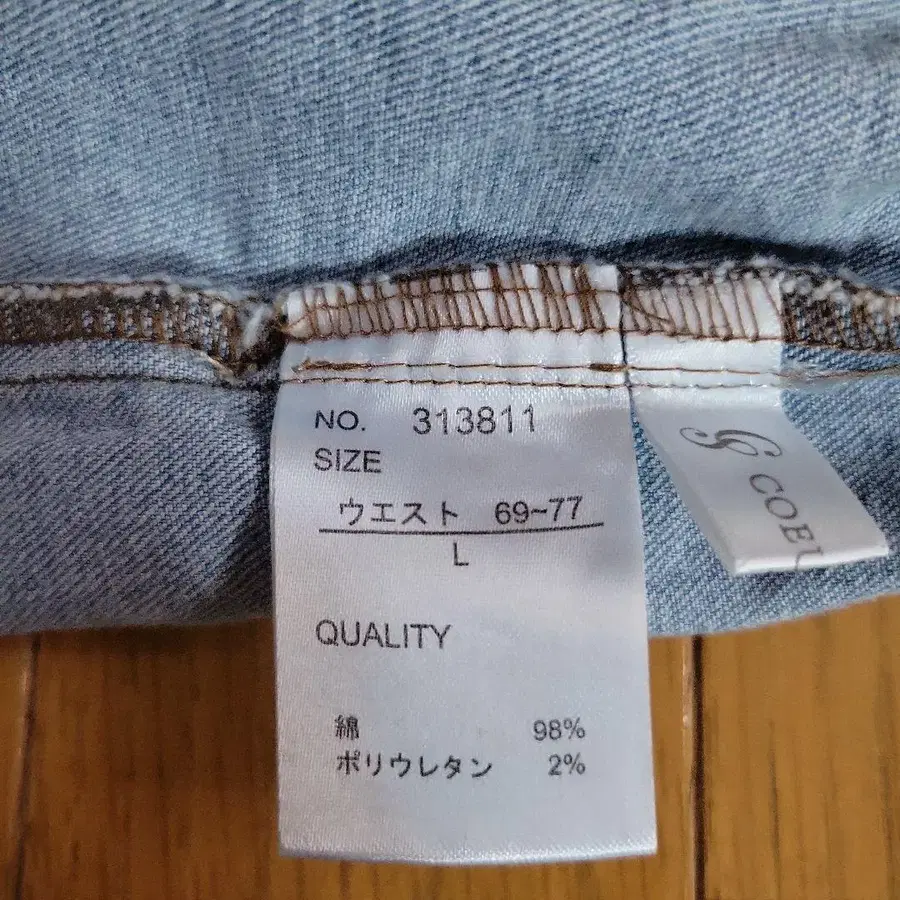 NO. 313811
SIZE
ウエスト 69~77
L
QUALITY
綿 98%
ポリウレタン 2%